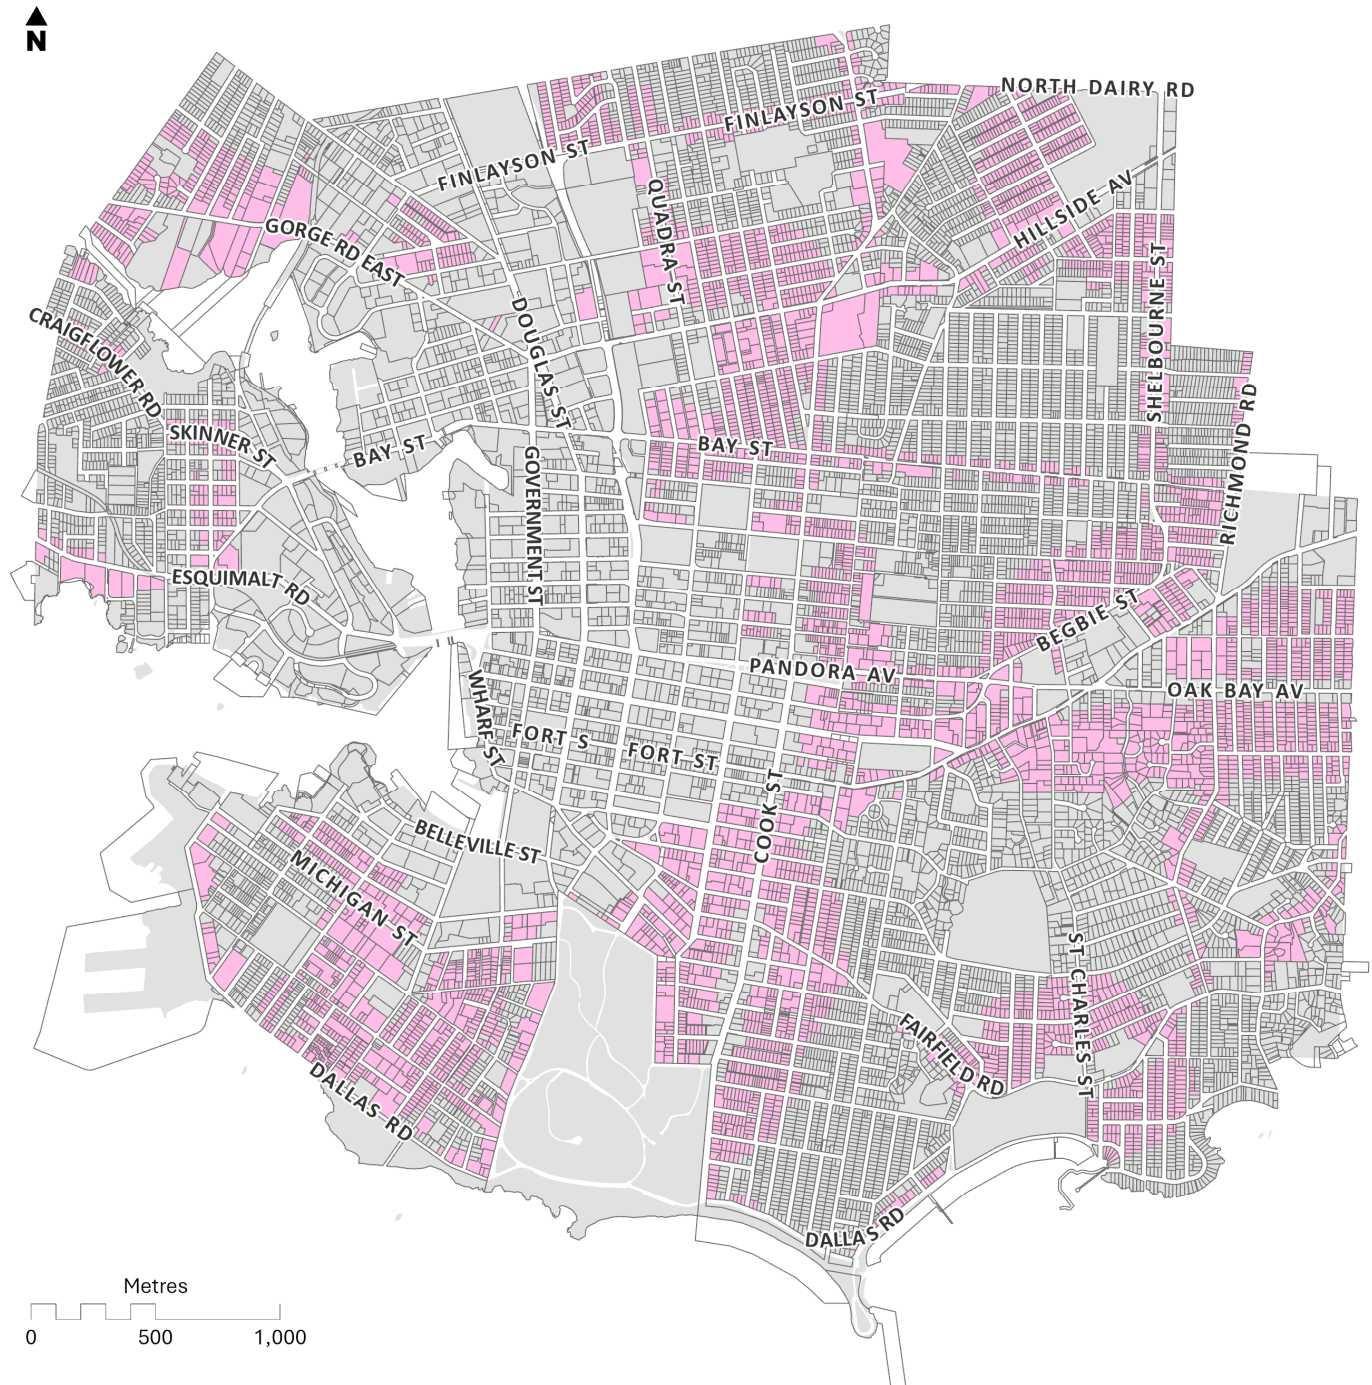 N
NORTH DAIRY RD
FINLAYSON ST
FINLAYSON ST
HILLSIDE AV
QUADRA ST
GORGE RD EAST
SHELBOURNE ST
DOUGLAS ST
CRAIGFLOWER RD
RICHMOND RD
SKINNER ST
BAY ST
BAY ST
GOVERNMENT ST
ESQUIMALT RD
BEGBIE ST
PANDORA AV
OAK BAY AV
WHARF ST
FORT S
FORT ST
COOK ST
BELLEVILLE ST
MICHIGAN ST
ST CHARLES ST
FAIRFIELD RD
DALLAS RD
DALLAS RD
Metres
0 500 1,000